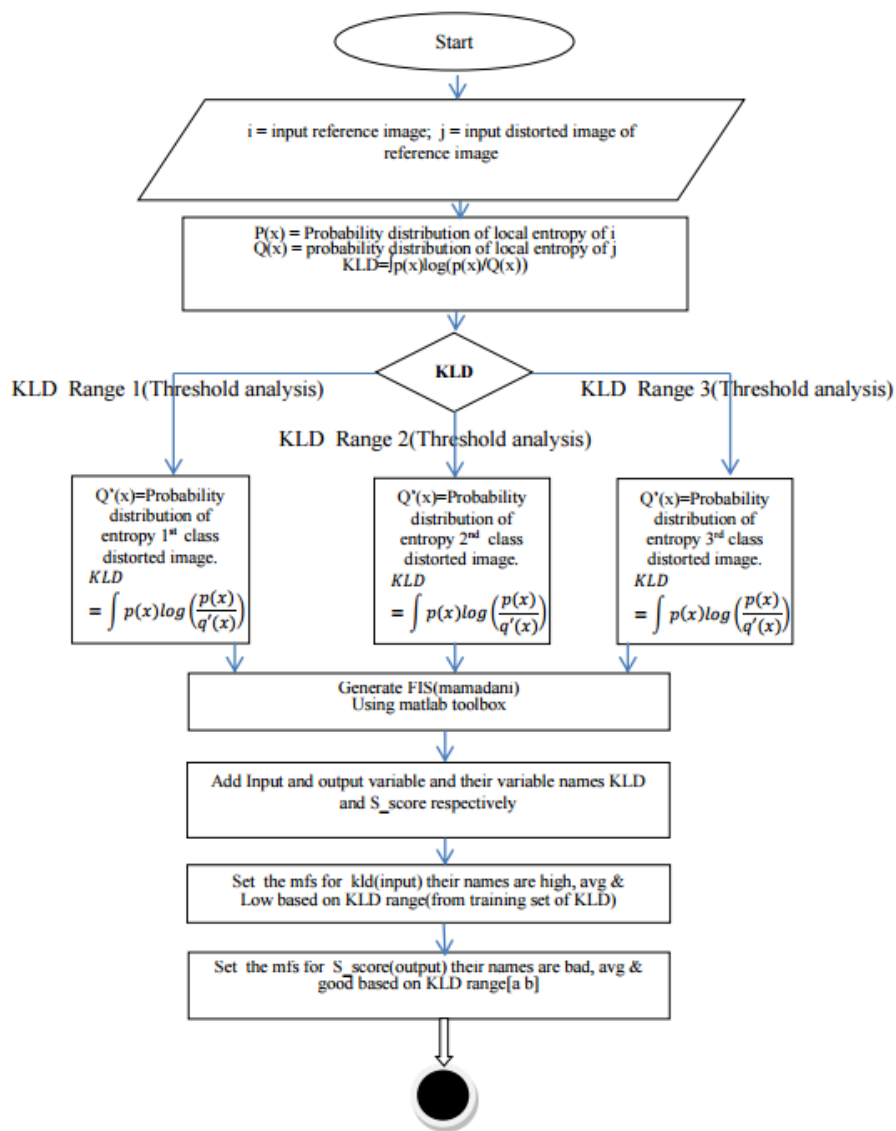 Start
i = input reference image; j = input distorted image of
reference image
P(x) = Probability distribution of local entropy of i
Q(x) = probability distribution of local entropy of j
KLD=∫p(x)log(p(x)/Q(x))
KLD
KLD Range 1(Threshold analysis)
KLD Range 2(Threshold analysis)
KLD Range 3(Threshold analysis)
Q’(x)=Probability
distribution of
entropy 1st class
distorted image.
KLD
= ∫ p(x)log (p(x)/q′(x))
Q’(x)=Probability
distribution of
entropy 2nd class
distorted image.
KLD
= ∫ p(x)log (p(x)/q′(x))
Q’(x)=Probability
distribution of
entropy 3rd class
distorted image.
KLD
= ∫ p(x)log (p(x)/q′(x))
Generate FIS(mamadani)
Using matlab toolbox
Add Input and output variable and their variable names KLD
and S_score respectively
Set the mfs for kld(input) their names are high, avg &
Low based on KLD range(from training set of KLD)
Set the mfs for S_score(output) their names are bad, avg &
good based on KLD range[a b]